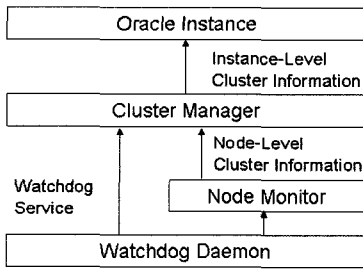 Oracle Instance
Instance-Level
Cluster Information
Cluster Manager
Node-Level
Cluster Information
Watchdog
Service
Node Monitor
Watchdog Daemon